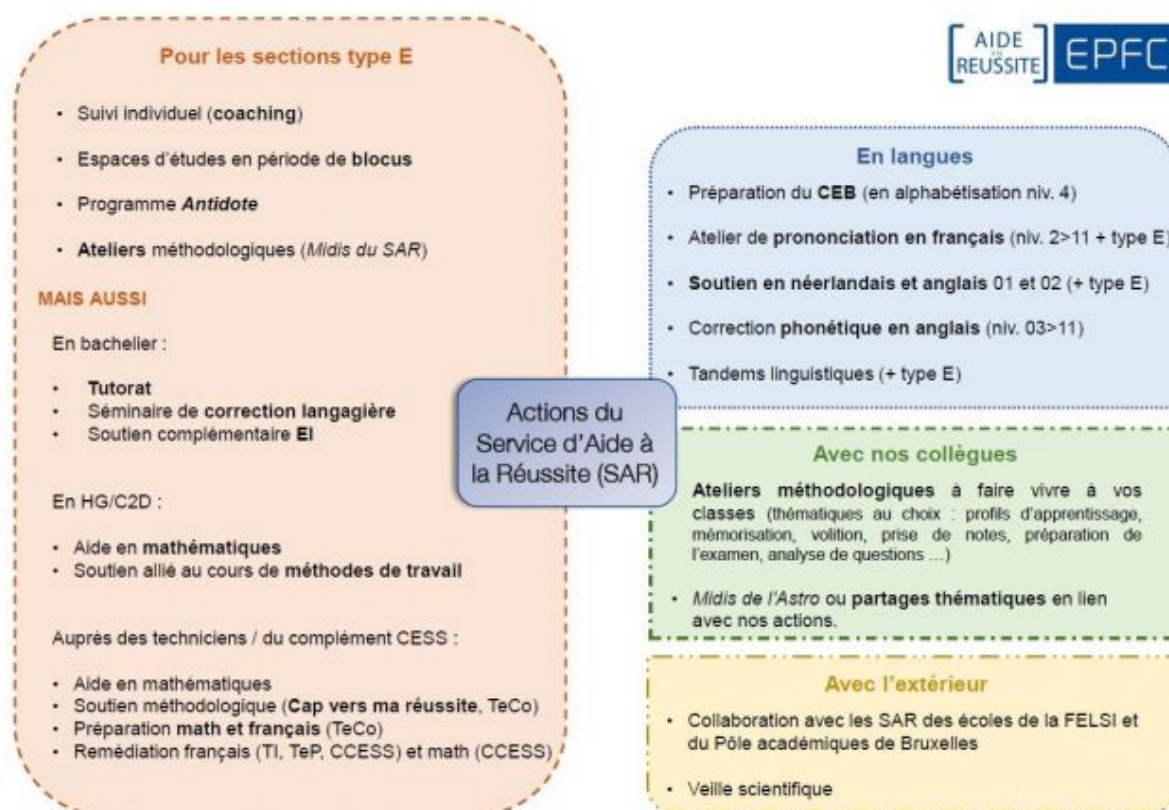 Pour les sections type E
• Suivi individuel (coaching)
• Espaces d'études en période de blocus
• Programme Antidote
• Ateliers méthodologiques (Midis du SAR)
MAIS AUSSI
En bachelier :
• Tutorat
• Séminaire de correction langagière
• Soutien complémentaire EI
En HG/C2D :
• Aide en mathématiques
• Soutien allié au cours de méthodes de travail
Auprès des techniciens / du complément CESS :
• Aide en mathématiques
• Soutien méthodologique (Cap vers ma réussite, TeCo)
• Préparation math et français (TeCo)
• Remédiation français (TI, TeP, CCESS) et math (CCESS)
Actions du
Service d'Aide à
la Réussite (SAR)
AIDE
REUSSITE
EPFC
En langues
• Préparation du CEB (en alphabétisation niv. 4)
• Atelier de prononciation en français (niv. 2>11 + type E)
• Soutien en néerlandais et anglais 01 et 02 (+ type E)
• Correction phonétique en anglais (niv. 03>11)
• Tandems linguistiques (+ type E)
Avec nos collègues
Ateliers méthodologiques à faire vivre à vos
classes (thématiques au choix : profils d'apprentissage,
mémorisation, volition, prise de notes, préparation de
l'examen, analyse de questions ...)
• Midis de l'Astro ou partages thématiques en lien
avec nos actions.
Avec l'extérieur
• Collaboration avec les SAR des écoles de la FELSI et
du Pôle académiques de Bruxelles
• Veille scientifique